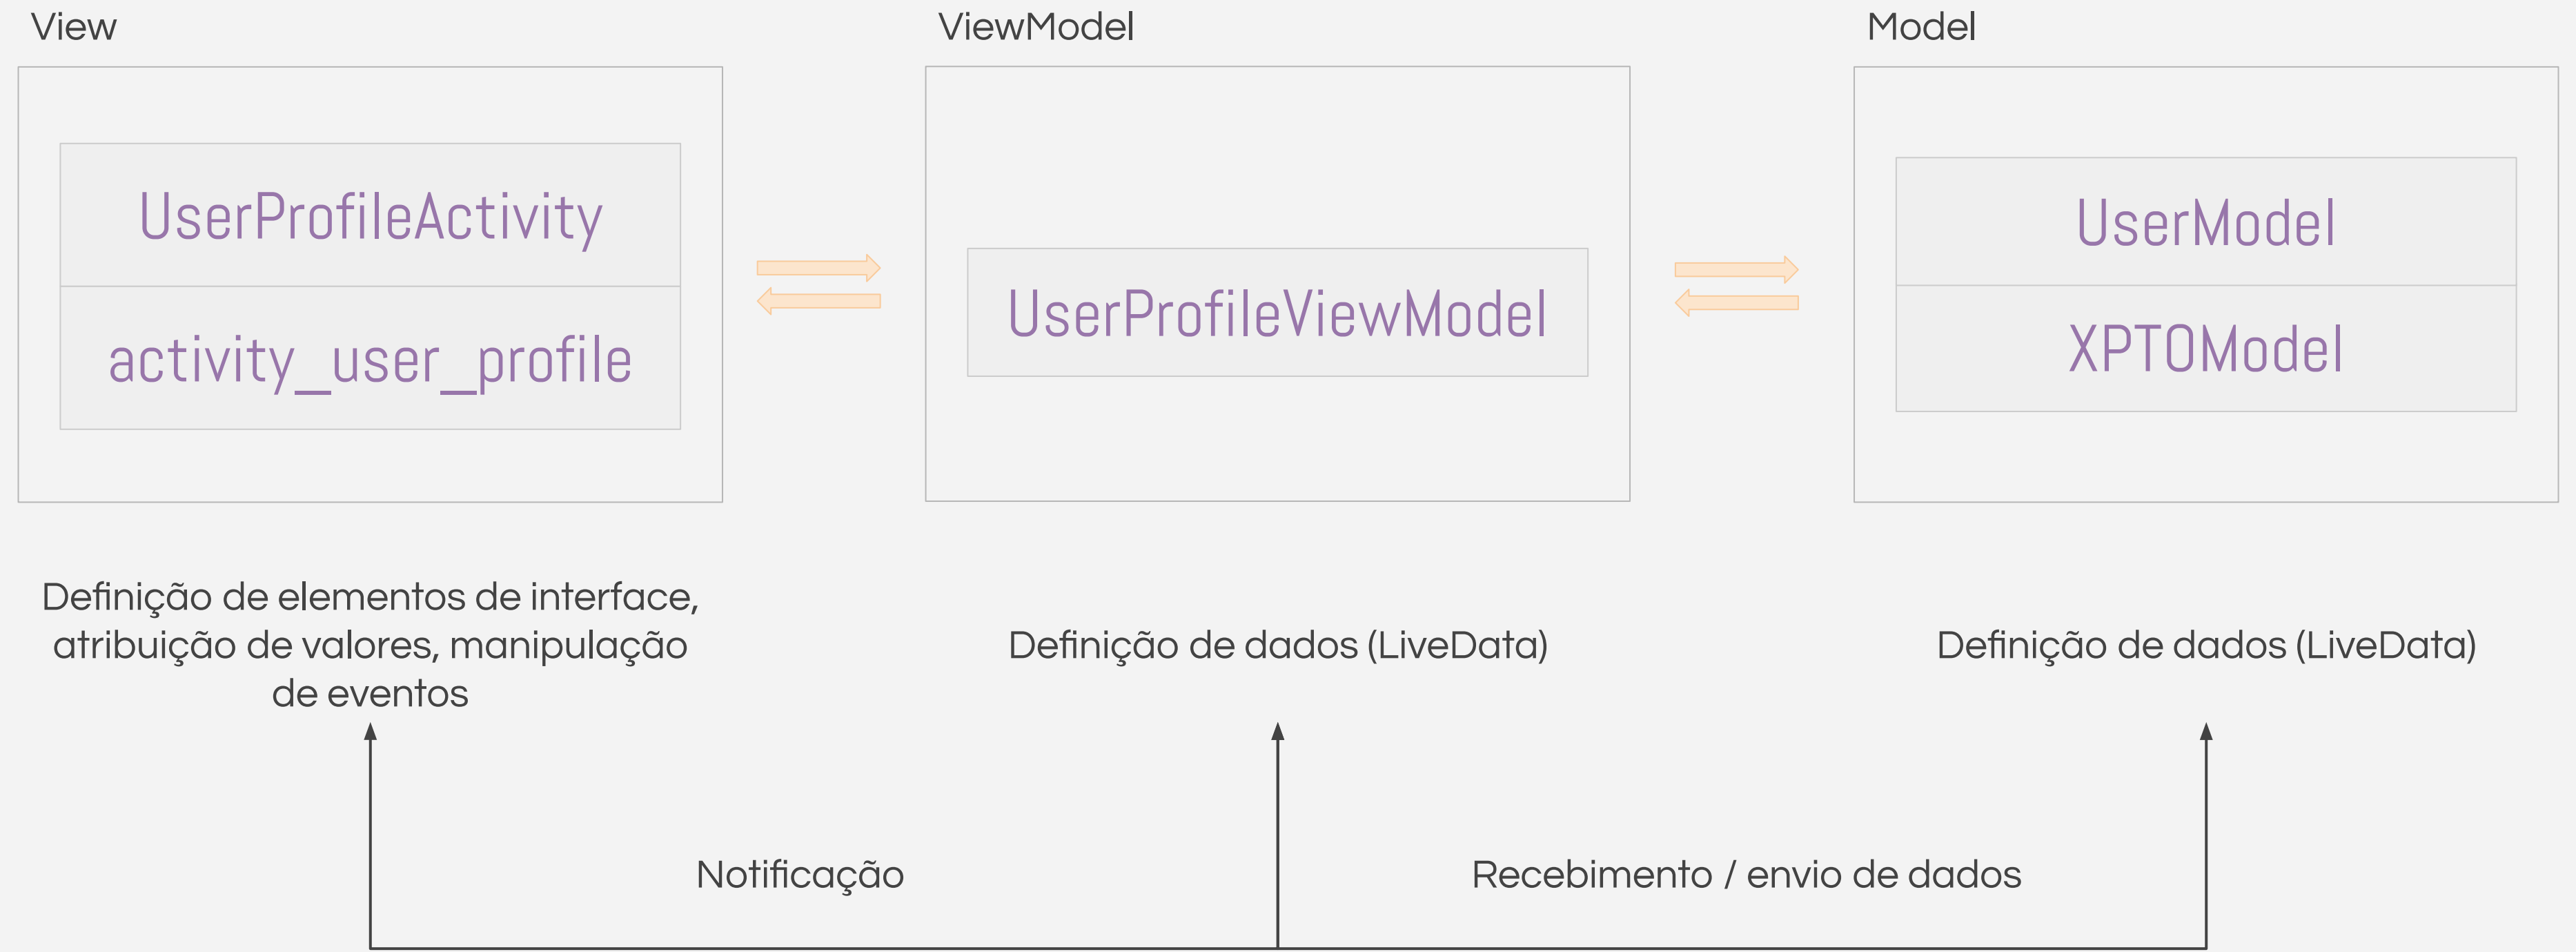 View
ViewModel
Model
UserProfileActivity
activity_user_profile
UserProfileViewModel
UserModel
XPTOModel
Definição de elementos de interface,
atribuição de valores, manipulação
de eventos
Definição de dados (LiveData)
Definição de dados (LiveData)
Notificação
Recebimento / envio de dados